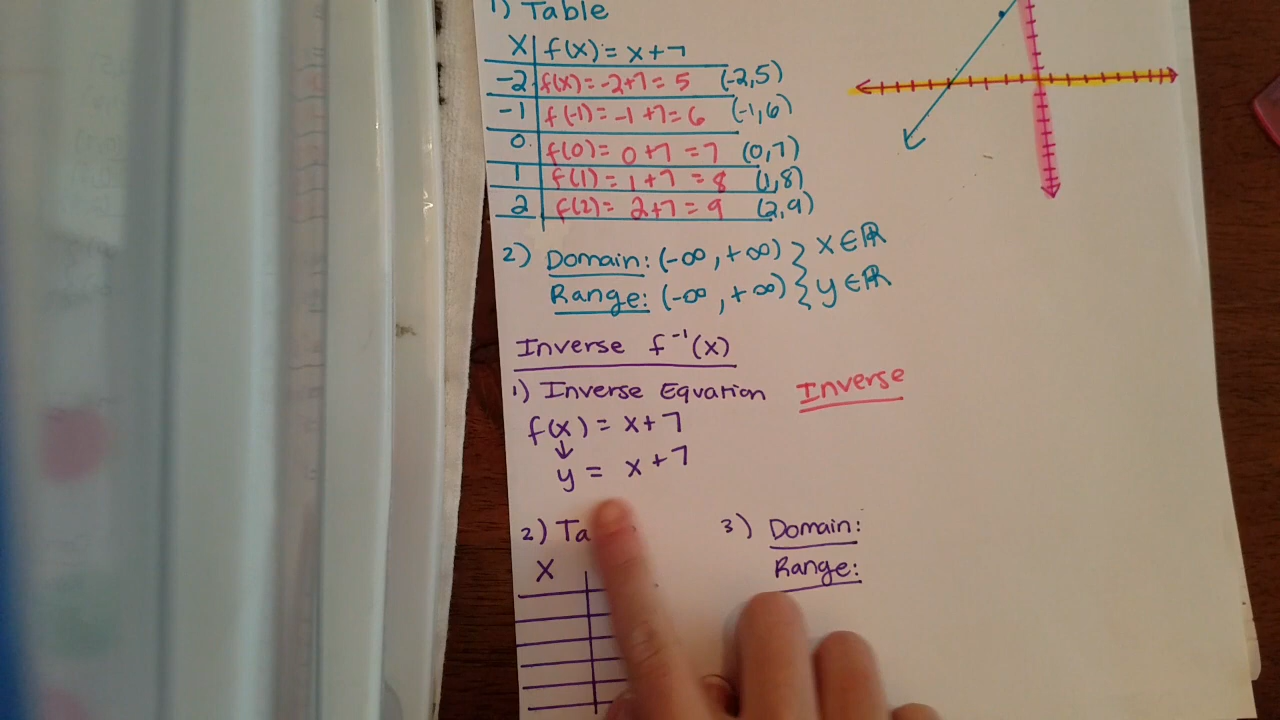 1) Table
X f(x) = x+7
-2 f(x) = -2+7 = 5 (-2,5)
-1 f(-1) = -1 +7 = 6 (-1,6)
0 f(0) = 0+7 = 7 (0,7)
1 f(1) = 1+7 = 8 (1,8)
2 f(2) = 2+7 = 9 (2,9)
2) Domain: (-∞, +∞) } x ∈ ℝ
Range: (-∞, +∞) } y ∈ ℝ
Inverse f⁻¹(x)
1) Inverse Equation Inverse
f(x) = x+7
↓
y = x+7
2) 3) Domain:
X Range: